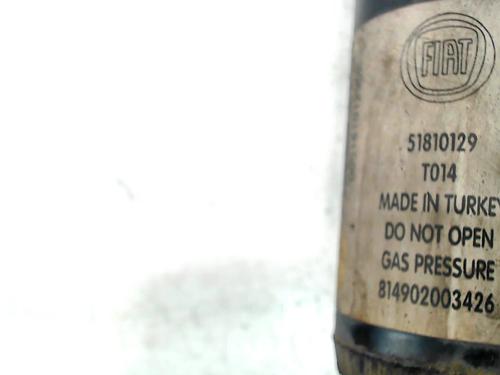 FIAT
51810129
T014
MADE IN TURKEY
DO NOT OPEN
GAS PRESSURE
814902003426